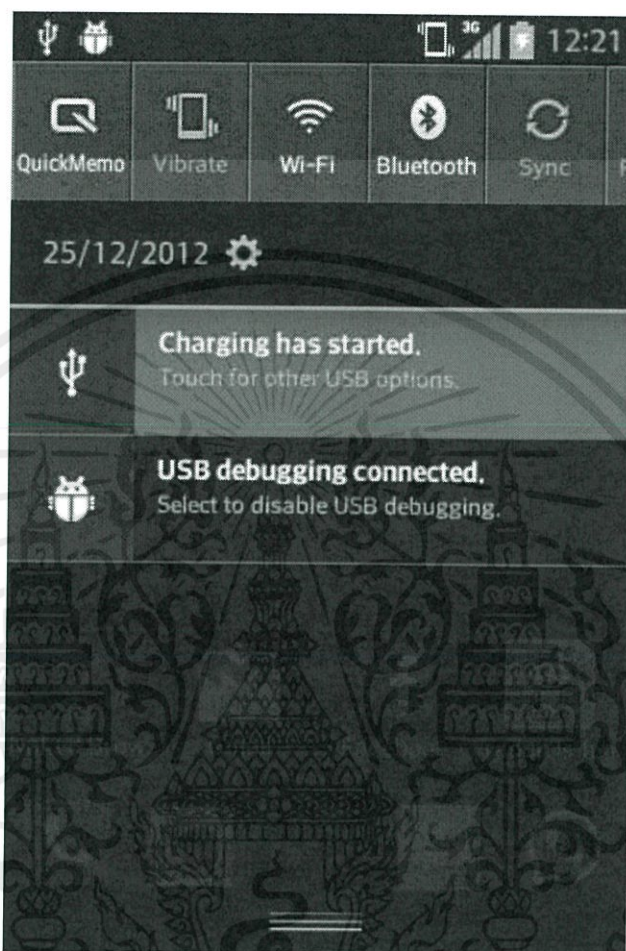 3G 12:21
QuickMemo Vibrate Wi-Fi Bluetooth Sync
25/12/2012
Charging has started.
Touch for other USB options.
USB debugging connected.
Select to disable USB debugging.